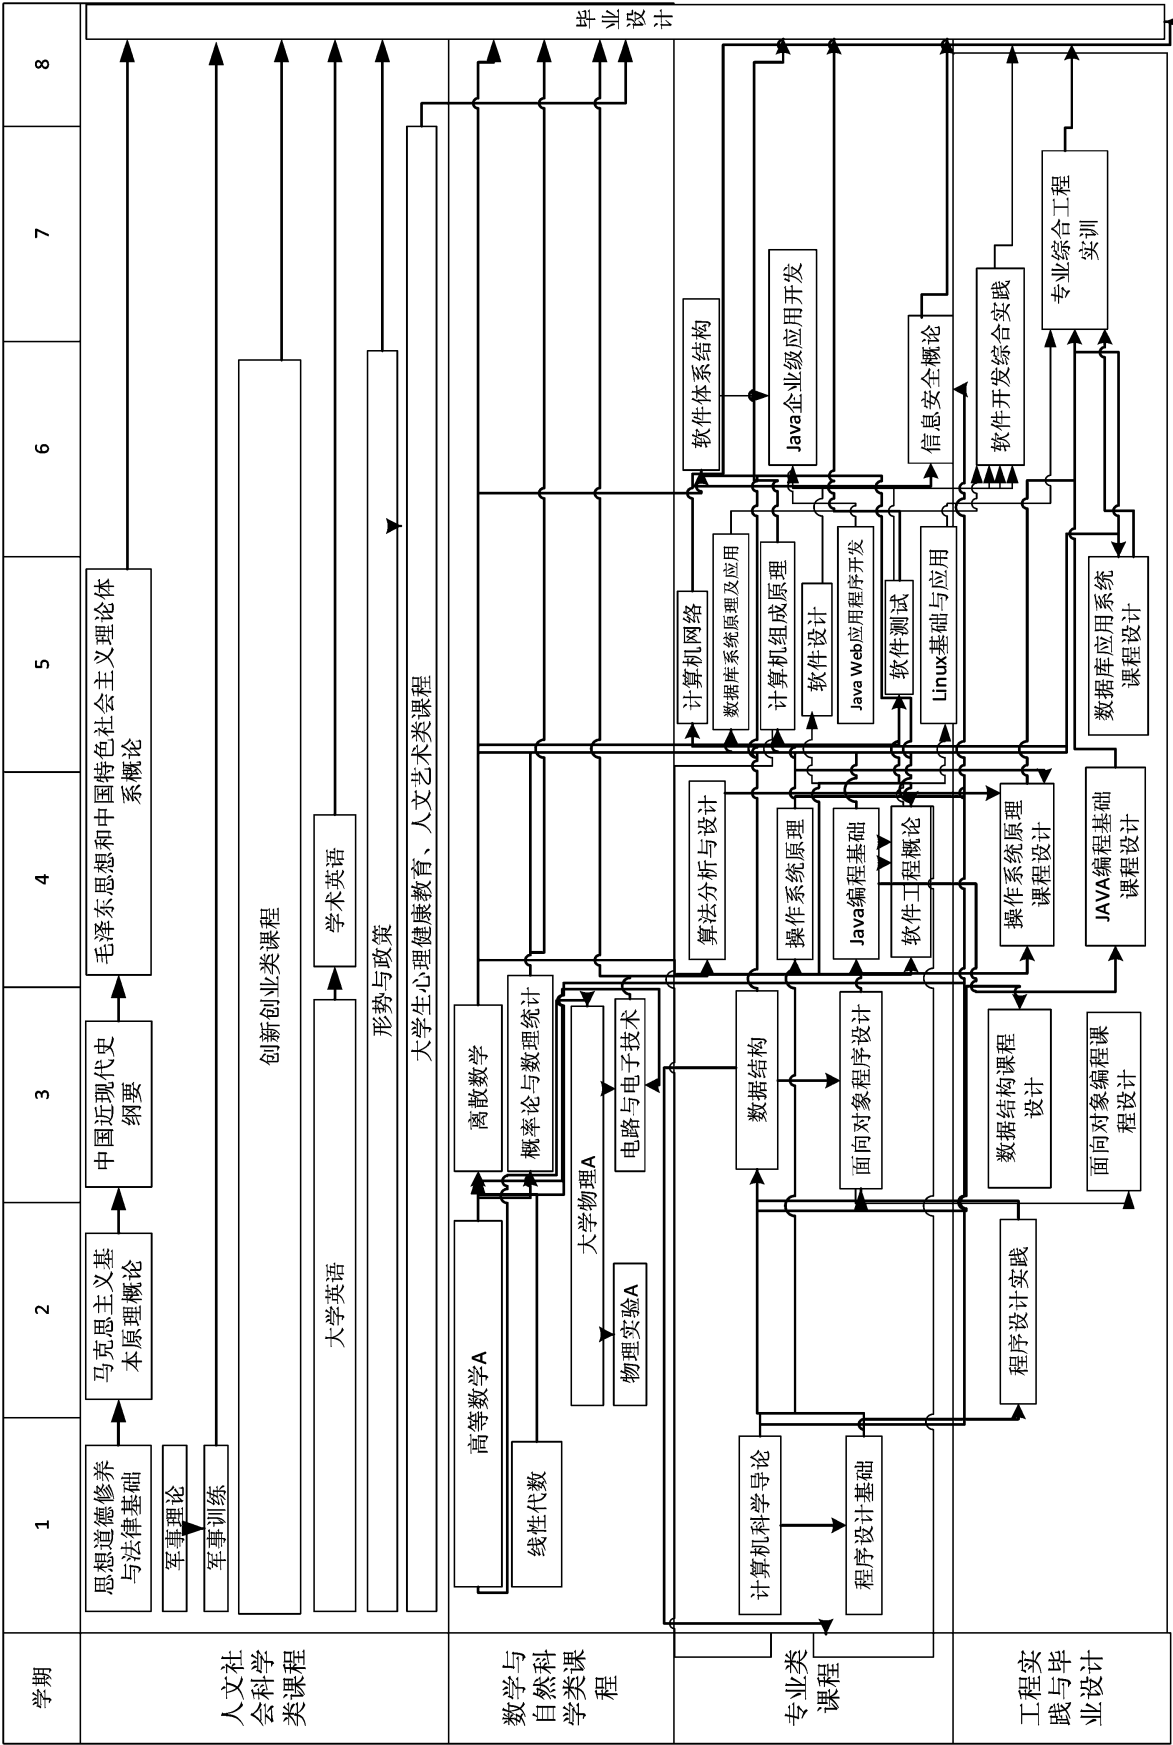 学期
1
2
3
4
5
6
7
8
人文社
会科学
类课程
思想道德修养
与法律基础
马克思主义基
本原理概论
中国近现代史
纲要
毛泽东思想和中国特色社会主义理论体
系概论
军事理论
军事训练
创新创业类课程
大学英语
学术英语
形势与政策
大学生心理健康教育、人文艺术类课程
毕业设计
数学与
自然科
学类课
程
高等数学A
离散数学
线性代数
概率论与数理统计
大学物理A
物理实验A
电路与电子技术
专业类
课程
计算机科学导论
程序设计基础
数据结构
面向对象程序设计
算法分析与设计
操作系统原理
Java编程基础
软件工程概论
计算机网络
数据库系统原理及应用
计算机组成原理
软件设计
Java Web应用程序开发
软件测试
Linux基础与应用
软件体系结构
Java企业级应用开发
信息安全概论
工程实
践与毕
业设计
程序设计实践
数据结构课程
设计
面向对象编程课
程设计
操作系统原理
课程设计
JAVA编程基础
课程设计
数据库应用系统
课程设计
软件开发综合实践
专业综合工程
实训